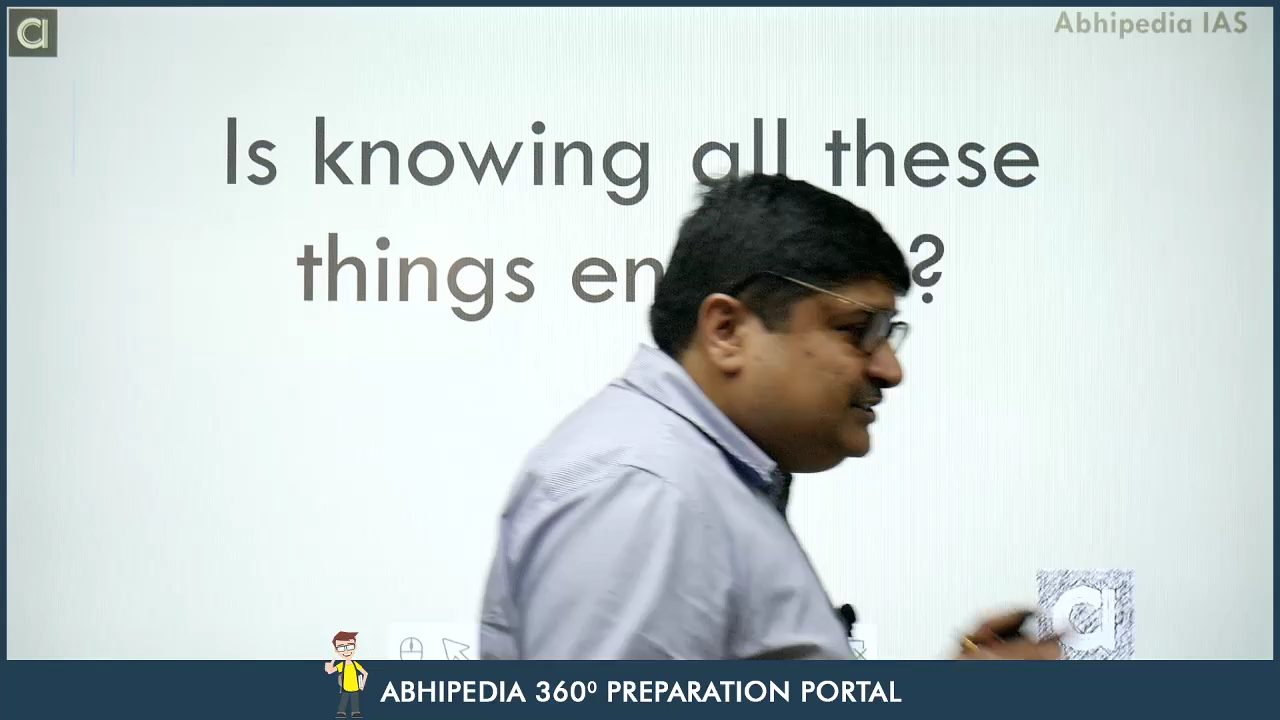 Abhipedia IAS
Is knowing all these
things en ?
ABHIPEDIA 360⁰ PREPARATION PORTAL